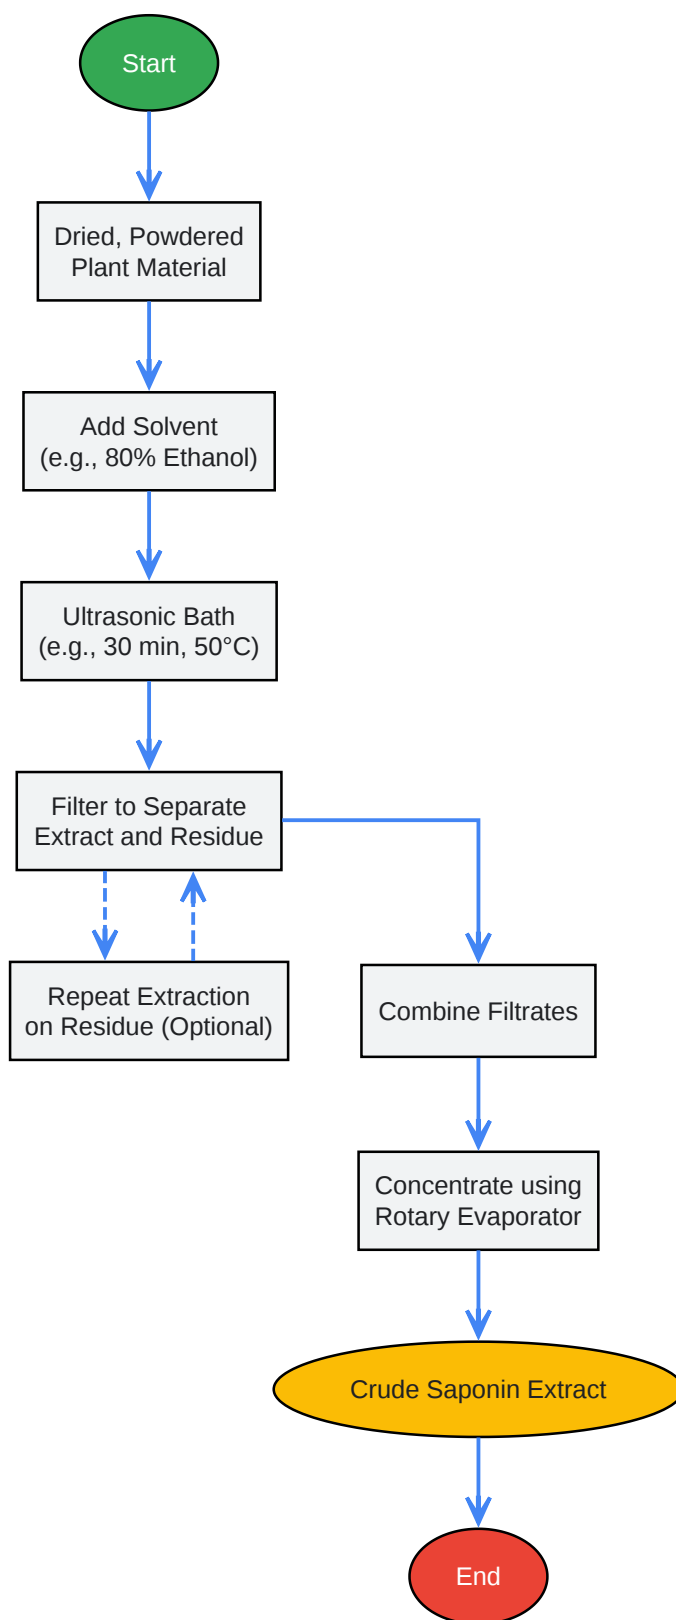 Start
Dried, Powdered
Plant Material
Add Solvent
(e.g., 80% Ethanol)
Ultrasonic Bath
(e.g., 30 min, 50°C)
Filter to Separate
Extract and Residue
Repeat Extraction
on Residue (Optional)
Combine Filtrates
Concentrate using
Rotary Evaporator
Crude Saponin Extract
End